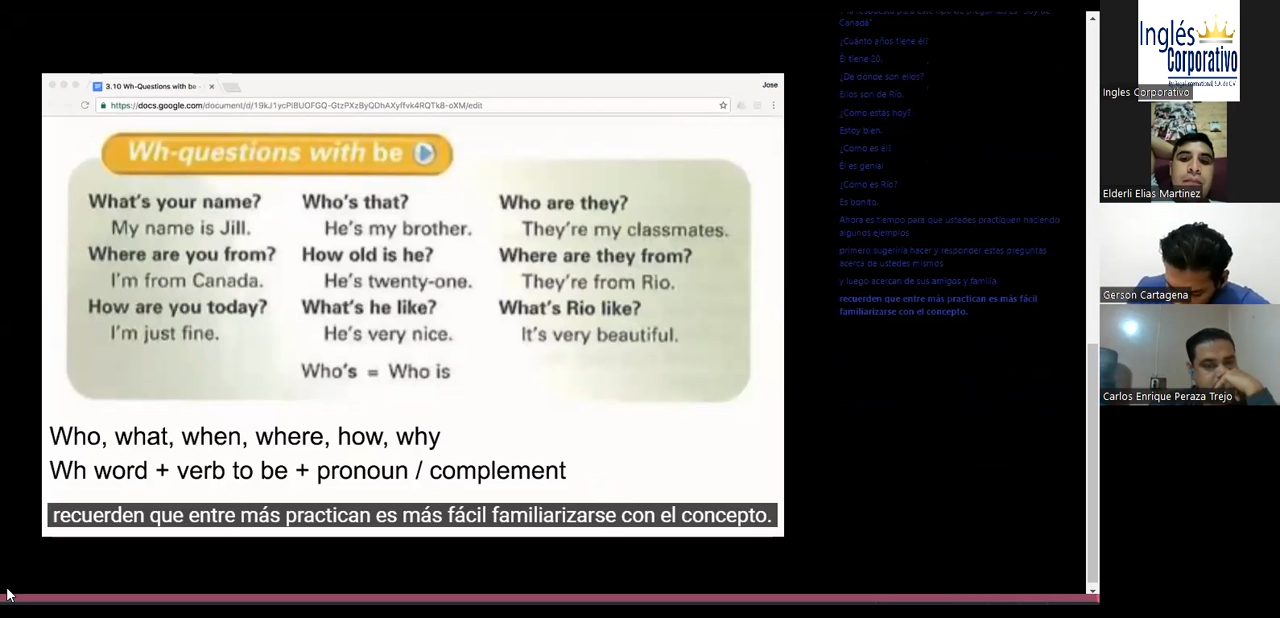 3.10 Wh-Questions with be -
Jose
https://docs.google.com/document/d/19kJ1ycPiBUOFGQ-GtzPXzByQDhAXyffvk4RQTk8-oXM/edit
Wh-questions with be
What's your name?
My name is Jill.
Where are you from?
I'm from Canada.
How are you today?
I'm just fine.
Who's that?
He's my brother.
How old is he?
He's twenty-one.
What's he like?
He's very nice.
Who's = Who is
Who are they?
They're my classmates.
Where are they from?
They're from Rio.
What's Rio like?
It's very beautiful.
Who, what, when, where, how, why
Wh word + verb to be + pronoun / complement
recuerden que entre más practican es más fácil familiarizarse con el concepto.
Canadá"
¿Cuánto años tiene él?
Él tiene 20.
¿De dónde son ellos?
Ellos son de Río.
¿Cómo estás hoy?
Estoy bien.
¿Cómo es él?
Él es genial
¿Cómo es Río?
Es bonito.
Ahora es tiempo para que ustedes practiquen haciendo
algunos ejemplos
primero sugeriría hacer y responder estas preguntas
acerca de ustedes mismos
y luego acercan de sus amigos y familia
recuerden que entre más practican es más fácil
familiarizarse con el concepto.
Inglés
Corporativo
Ingles Corporativo
Elderli Elias Martinez
Gerson Cartagena
Carlos Enrique Peraza Trejo